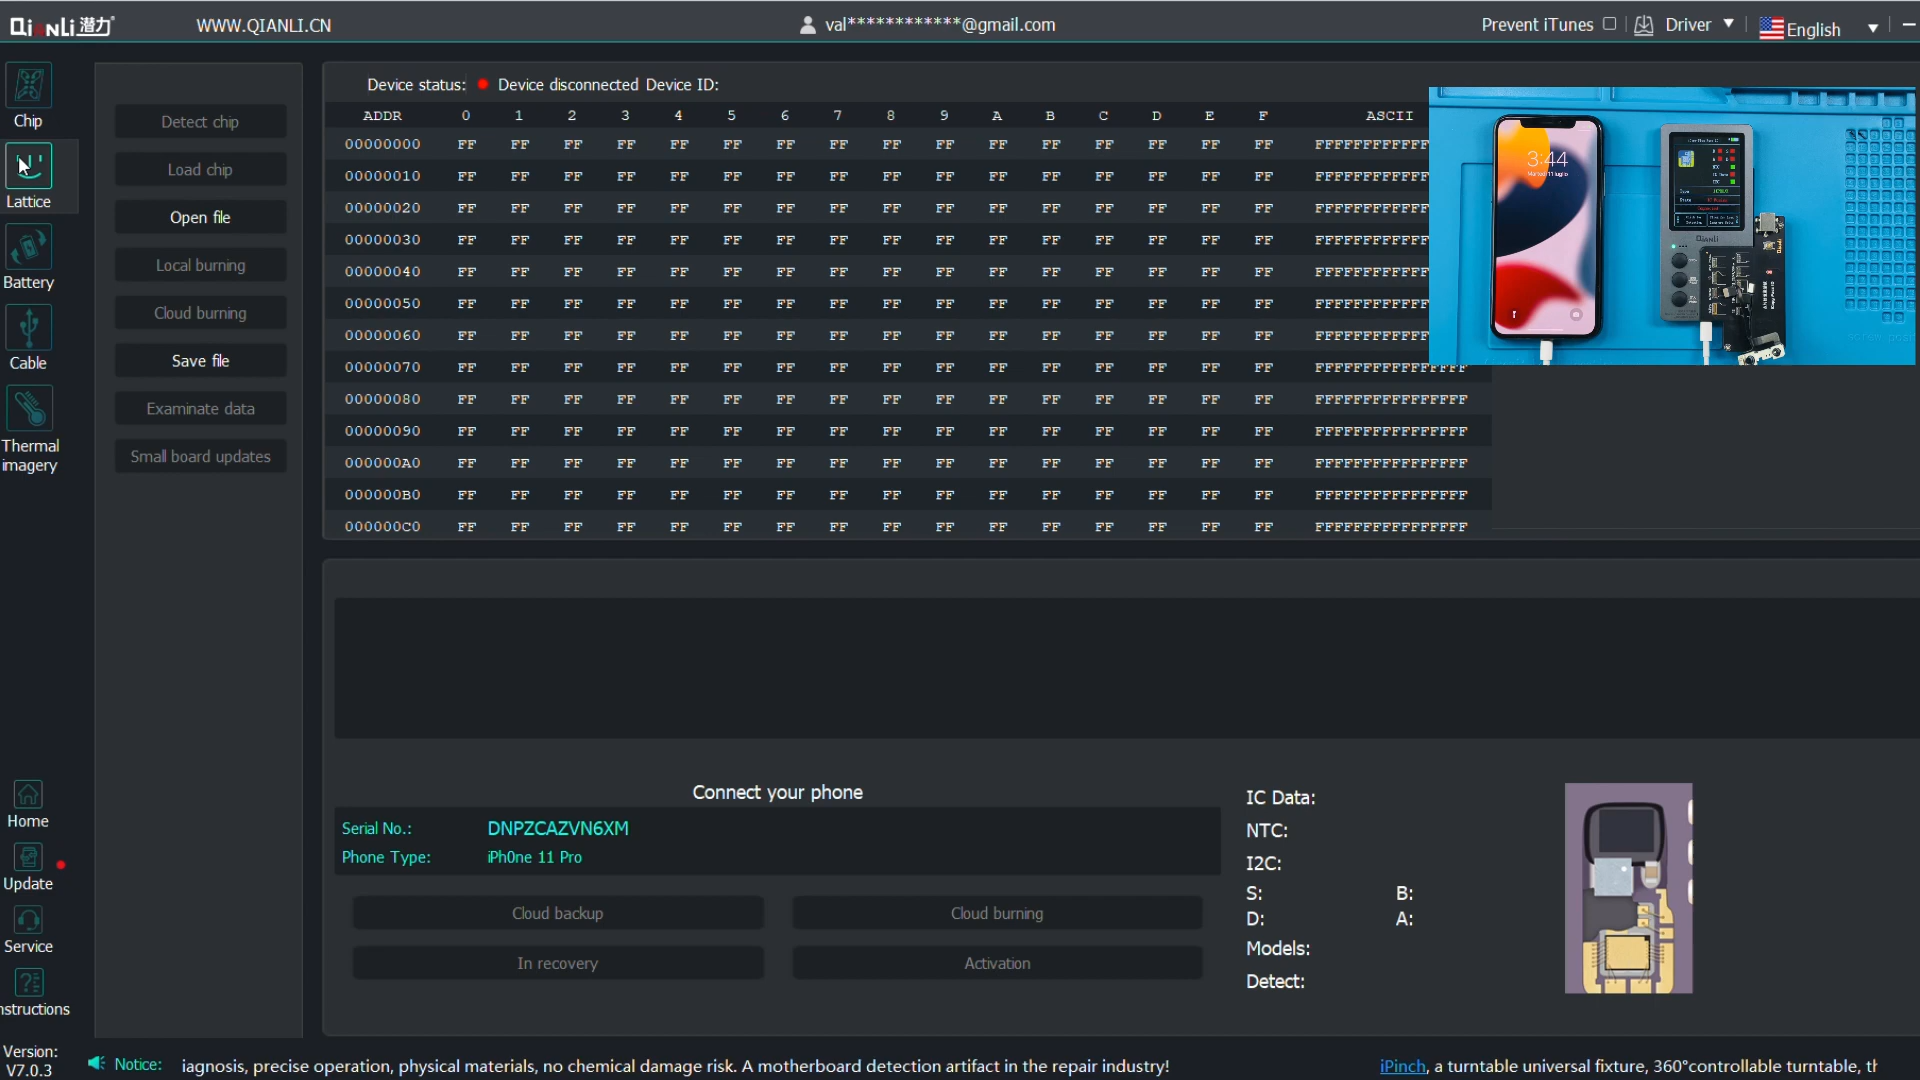 QianLi潜力
WWW.QIANLI.CN
val************@gmail.com
Prevent iTunes
Driver
English
Chip
Lattice
Battery
Cable
Thermal
imagery
Home
Update
Service
nstructions
Version:
V7.0.3
Detect chip
Load chip
Open file
Local burning
Cloud burning
Save file
Examinate data
Small board updates
Device status: Device disconnected Device ID:
ADDR 0 1 2 3 4 5 6 7 8 9 A B C D E F ASCII
00000000 FF FF FF FF FF FF FF FF FF FF FF FF FF FF FF FF FFFFFFFFFFFF
00000010 FF FF FF FF FF FF FF FF FF FF FF FF FF FF FF FF FFFFFFFFFFFF
00000020 FF FF FF FF FF FF FF FF FF FF FF FF FF FF FF FF FFFFFFFFFFFF
00000030 FF FF FF FF FF FF FF FF FF FF FF FF FF FF FF FF FFFFFFFFFFFF
00000040 FF FF FF FF FF FF FF FF FF FF FF FF FF FF FF FF FFFFFFFFFFFF
00000050 FF FF FF FF FF FF FF FF FF FF FF FF FF FF FF FF FFFFFFFFFFFF
00000060 FF FF FF FF FF FF FF FF FF FF FF FF FF FF FF FF FFFFFFFFFFFF
00000070 FF FF FF FF FF FF FF FF FF FF FF FF FF FF FF FF FFFFFFFFFFFFFFFF
00000080 FF FF FF FF FF FF FF FF FF FF FF FF FF FF FF FF FFFFFFFFFFFFFFFF
00000090 FF FF FF FF FF FF FF FF FF FF FF FF FF FF FF FF FFFFFFFFFFFFFFFF
000000A0 FF FF FF FF FF FF FF FF FF FF FF FF FF FF FF FF FFFFFFFFFFFFFFFF
000000B0 FF FF FF FF FF FF FF FF FF FF FF FF FF FF FF FF FFFFFFFFFFFFFFFF
000000C0 FF FF FF FF FF FF FF FF FF FF FF FF FF FF FF FF FFFFFFFFFFFFFFFF
3:44
Martedì 11 luglio
QianLi
Connect your phone
Serial No.: DNPZCAZVN6XM
Phone Type: iPh0ne 11 Pro
Cloud backup
Cloud burning
In recovery
Activation
IC Data:
NTC:
I2C:
S: B:
D: A:
Models:
Detect:
Notice: iagnosis, precise operation, physical materials, no chemical damage risk. A motherboard detection artifact in the repair industry!
iPinch, a turntable universal fixture, 360°controllable turntable, th